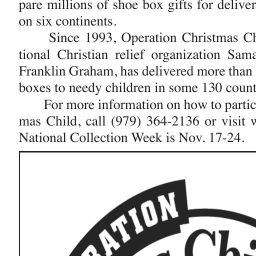 pare millions of shoe box gifts for deliver
on six continents.
Since 1993, Operation Christmas Ch
tional Christian relief organization Sama
Franklin Graham, has delivered more than
boxes to needy children in some 130 count
For more information on how to partic
mas Child, call (979) 364-2136 or visit w
National Collection Week is Nov. 17-24.
RATION
s Chi